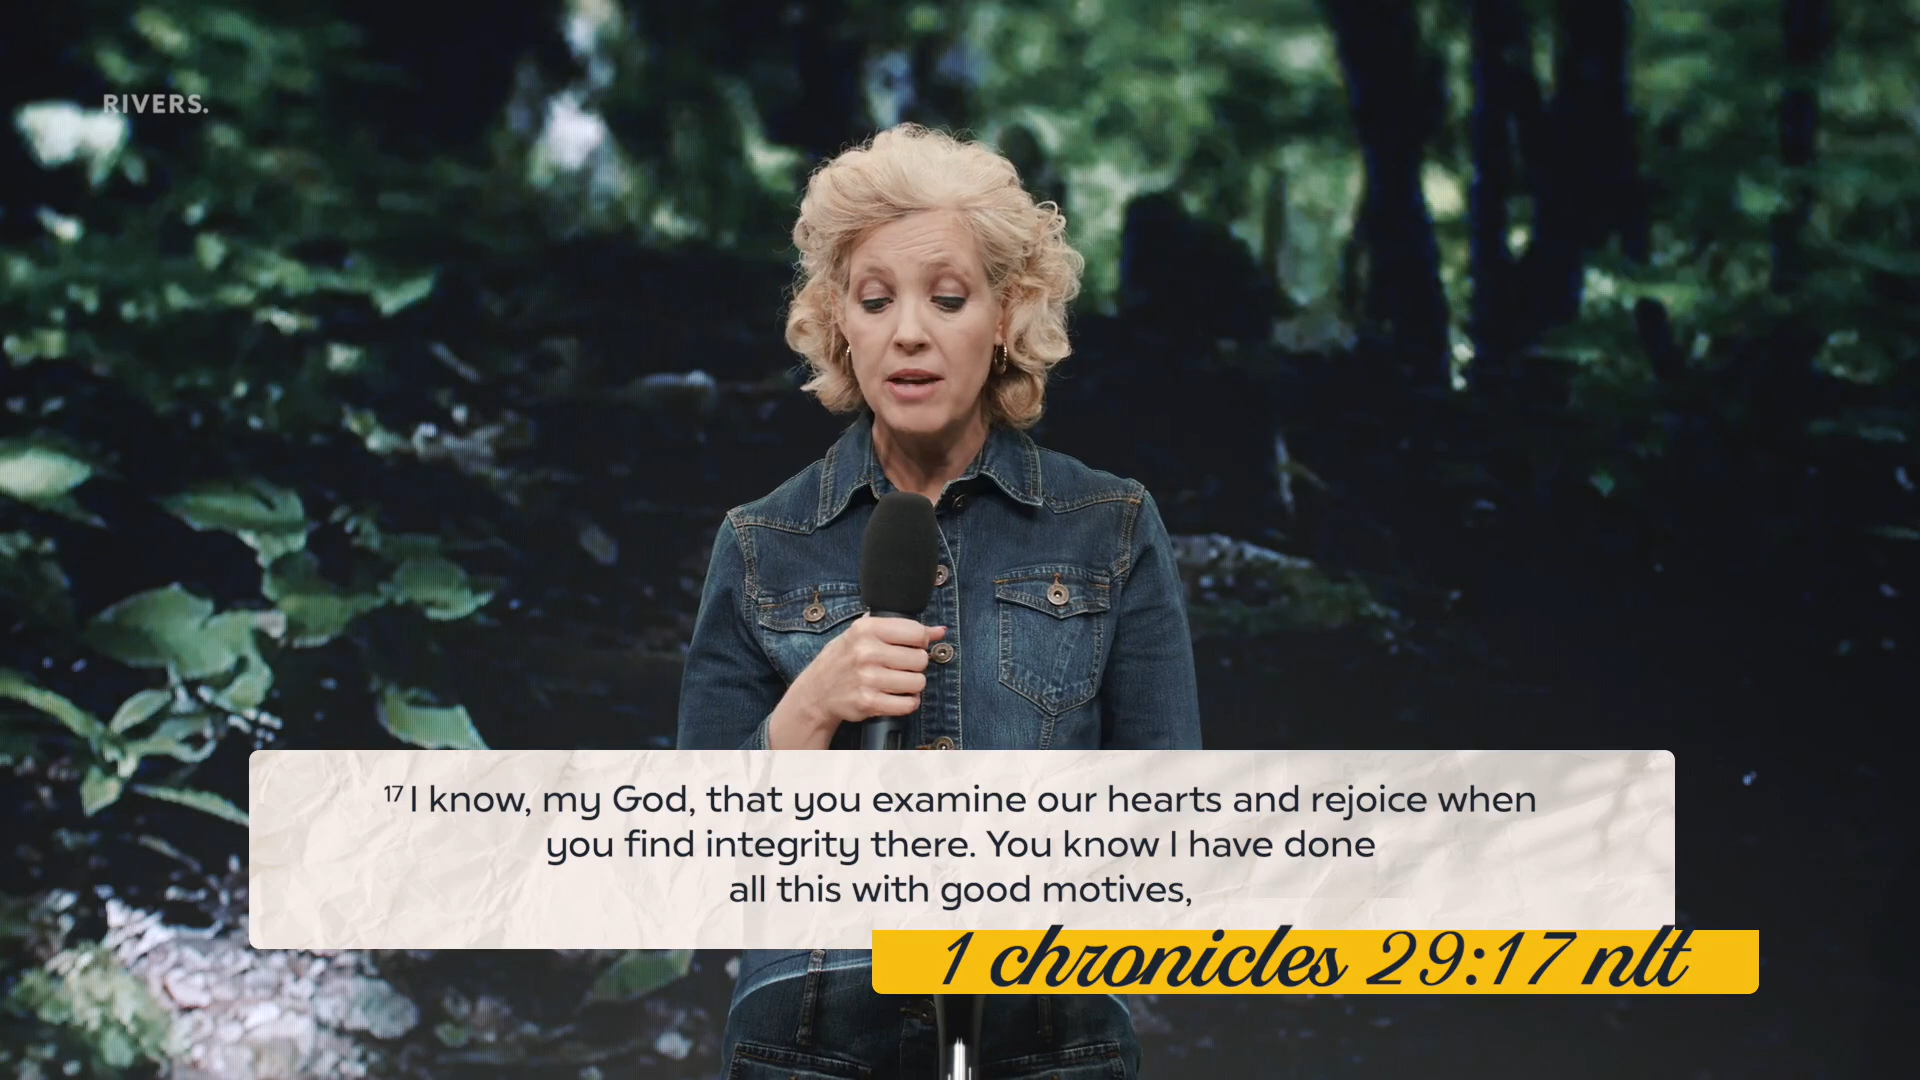 RIVERS.
17 I know, my God, that you examine our hearts and rejoice when
you find integrity there. You know I have done
all this with good motives,
1 chronicles 29:17 nlt